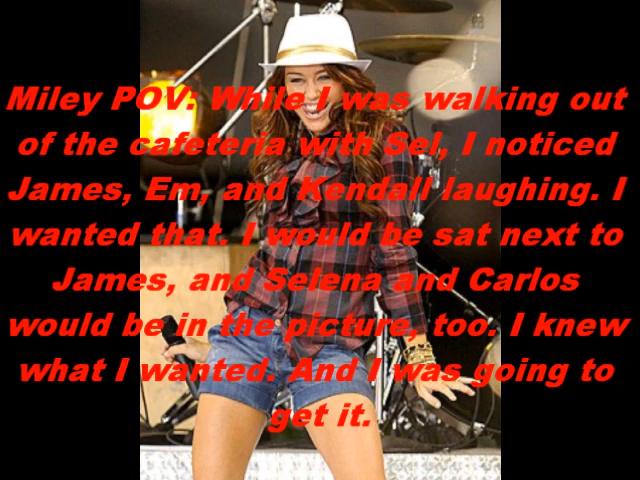 Miley POV: While I was walking out
of the cafeteria with Sel, I noticed
James, Em, and Kendall laughing. I
wanted that. I would be sat next to
James, and Selena and Carlos
would be in the picture, too. I knew
what I wanted. And I was going to
get it.